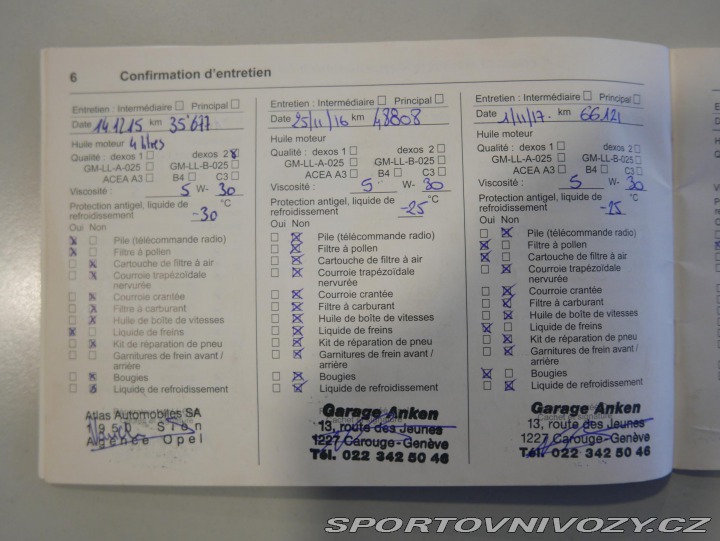 6 Confirmation d'entretien
Entretien : Intermédiaire Principal
Date 14.12.15 km 35'677
Huile moteur 4 litres
Qualité : dexos 1 dexos 2
GM-LL-A-025 GM-LL-B-025
ACEA A3 B4 C3
Viscosité : 5 W- 30
Protection antigel, liquide de
refroidissement -30 °C
Oui Non
Pile (télécommande radio)
Filtre à pollen
Cartouche de filtre à air
Courroie trapézoïdale
nervurée
Courroie crantée
Filtre à carburant
Huile de boîte de vitesses
Liquide de freins
Kit de réparation de pneu
Garnitures de frein avant /
arrière
Bougies
Liquide de refroidissement
Atlas Automobiles SA
1950 Sion
Agence Opel
Entretien : Intermédiaire Principal
Date 25/11/16 km 48808
Huile moteur
Qualité : dexos 1 dexos 2
GM-LL-A-025 GM-LL-B-025
ACEA A3 B4 C3
Viscosité : 5 W- 30
Protection antigel, liquide de
refroidissement -25 °C
Oui Non
Pile (télécommande radio)
Filtre à pollen
Cartouche de filtre à air
Courroie trapézoïdale
nervurée
Courroie crantée
Filtre à carburant
Huile de boîte de vitesses
Liquide de freins
Kit de réparation de pneu
Garnitures de frein avant /
arrière
Bougies
Liquide de refroidissement
Garage Anken
13, route des Jeunes
1227 Carouge - Genève
Tél. 022 342 50 46
Entretien : Intermédiaire Principal
Date 1/11/17. km 66121
Huile moteur
Qualité : dexos 1 dexos 2
GM-LL-A-025 GM-LL-B-025
ACEA A3 B4 C3
Viscosité : 5 W- 30
Protection antigel, liquide de
refroidissement -25 °C
Oui Non
Pile (télécommande radio)
Filtre à pollen
Cartouche de filtre à air
Courroie trapézoïdale
nervurée
Courroie crantée
Filtre à carburant
Huile de boîte de vitesses
Liquide de freins
Kit de réparation de pneu
Garnitures de frein avant /
arrière
Bougies
Liquide de refroidissement
Garage Anken
13, route des Jeunes
1227 Carouge - Genève
Tél. 022 342 50 46
SPORTOVNIVOZY.CZ